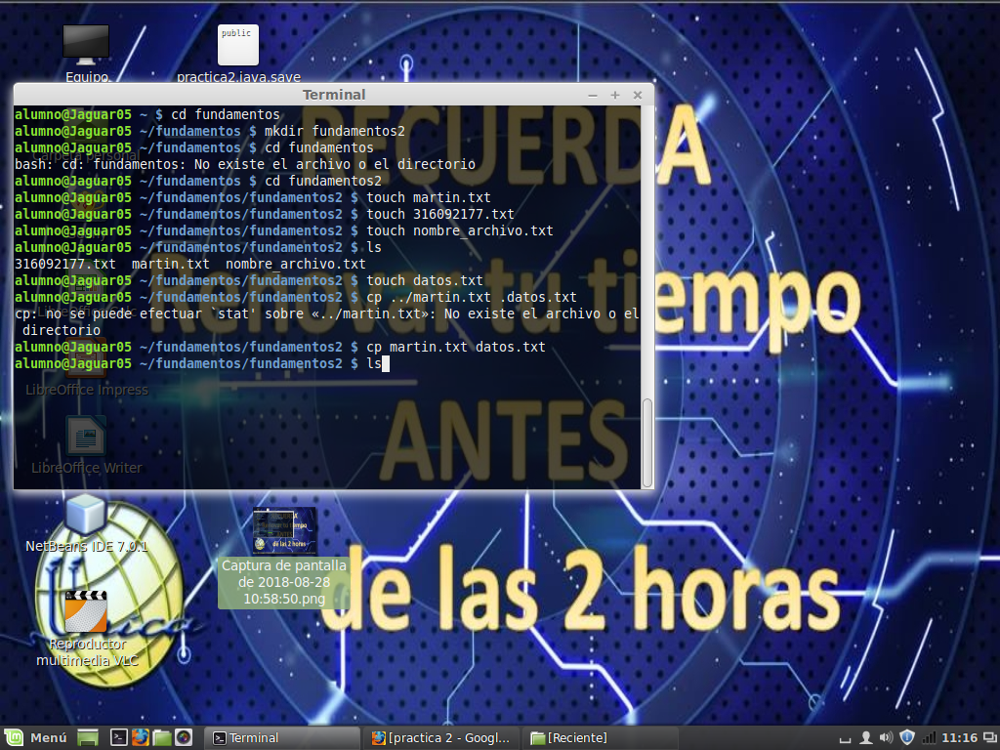 public
Equipo
practica2.java.save
Terminal
alumno@Jaguar05 ~ $ cd fundamentos
alumno@Jaguar05 ~/fundamentos $ mkdir fundamentos2
alumno@Jaguar05 ~/fundamentos $ cd fundamentos
bash: cd: fundamentos: No existe el archivo o el directorio
alumno@Jaguar05 ~/fundamentos $ cd fundamentos2
alumno@Jaguar05 ~/fundamentos/fundamentos2 $ touch martin.txt
alumno@Jaguar05 ~/fundamentos/fundamentos2 $ touch 316092177.txt
alumno@Jaguar05 ~/fundamentos/fundamentos2 $ touch nombre_archivo.txt
alumno@Jaguar05 ~/fundamentos/fundamentos2 $ ls
316092177.txt  martin.txt  nombre_archivo.txt
alumno@Jaguar05 ~/fundamentos/fundamentos2 $ touch datos.txt
alumno@Jaguar05 ~/fundamentos/fundamentos2 $ cp ../martin.txt .datos.txt
cp: no se puede efectuar `stat' sobre «../martin.txt»: No existe el archivo o el
directorio
alumno@Jaguar05 ~/fundamentos/fundamentos2 $ cp martin.txt datos.txt
alumno@Jaguar05 ~/fundamentos/fundamentos2 $ ls
RECUERDA
Renovar tu tiempo
ANTES
de las 2 horas
Carpeta personal
LibreOffice Calc
LibreOffice Impress
LibreOffice Writer
NetBeans IDE 7.0.1
Reproductor
multimedia VLC
Captura de pantalla
de 2018-08-28
10:58:50.png
Menú
Terminal
[practica 2 - Googl...
[Reciente]
11:16